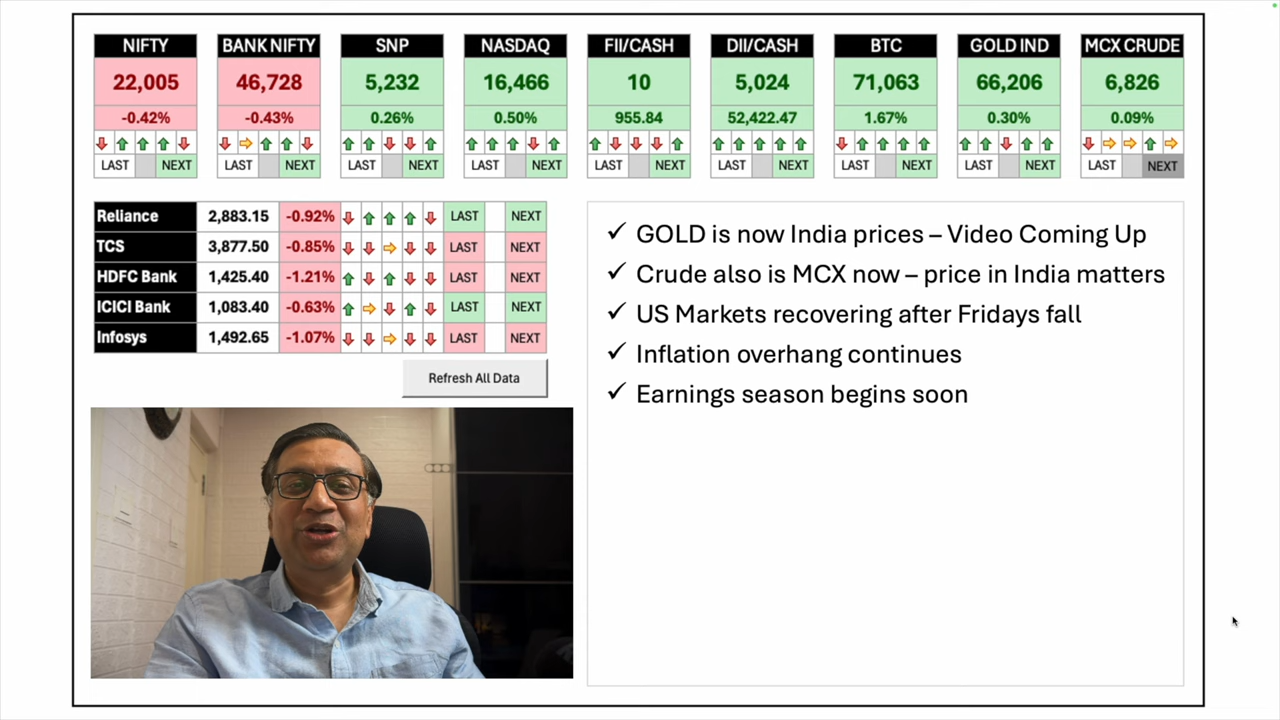 NIFTY BANK NIFTY SNP NASDAQ FII/CASH DII/CASH BTC GOLD IND MCX CRUDE
22,005 46,728 5,232 16,466 10 5,024 71,063 66,206 6,826
-0.42% -0.43% 0.26% 0.50% 955.84 52,422.47 1.67% 0.30% 0.09%
LAST NEXT LAST NEXT LAST NEXT LAST NEXT LAST NEXT LAST NEXT LAST NEXT LAST NEXT LAST NEXT
Reliance 2,883.15 -0.92% LAST NEXT
TCS 3,877.50 -0.85% LAST NEXT
HDFC Bank 1,425.40 -1.21% LAST NEXT
ICICI Bank 1,083.40 -0.63% LAST NEXT
Infosys 1,492.65 -1.07% LAST NEXT
Refresh All Data
✓ GOLD is now India prices – Video Coming Up
✓ Crude also is MCX now – price in India matters
✓ US Markets recovering after Fridays fall
✓ Inflation overhang continues
✓ Earnings season begins soon